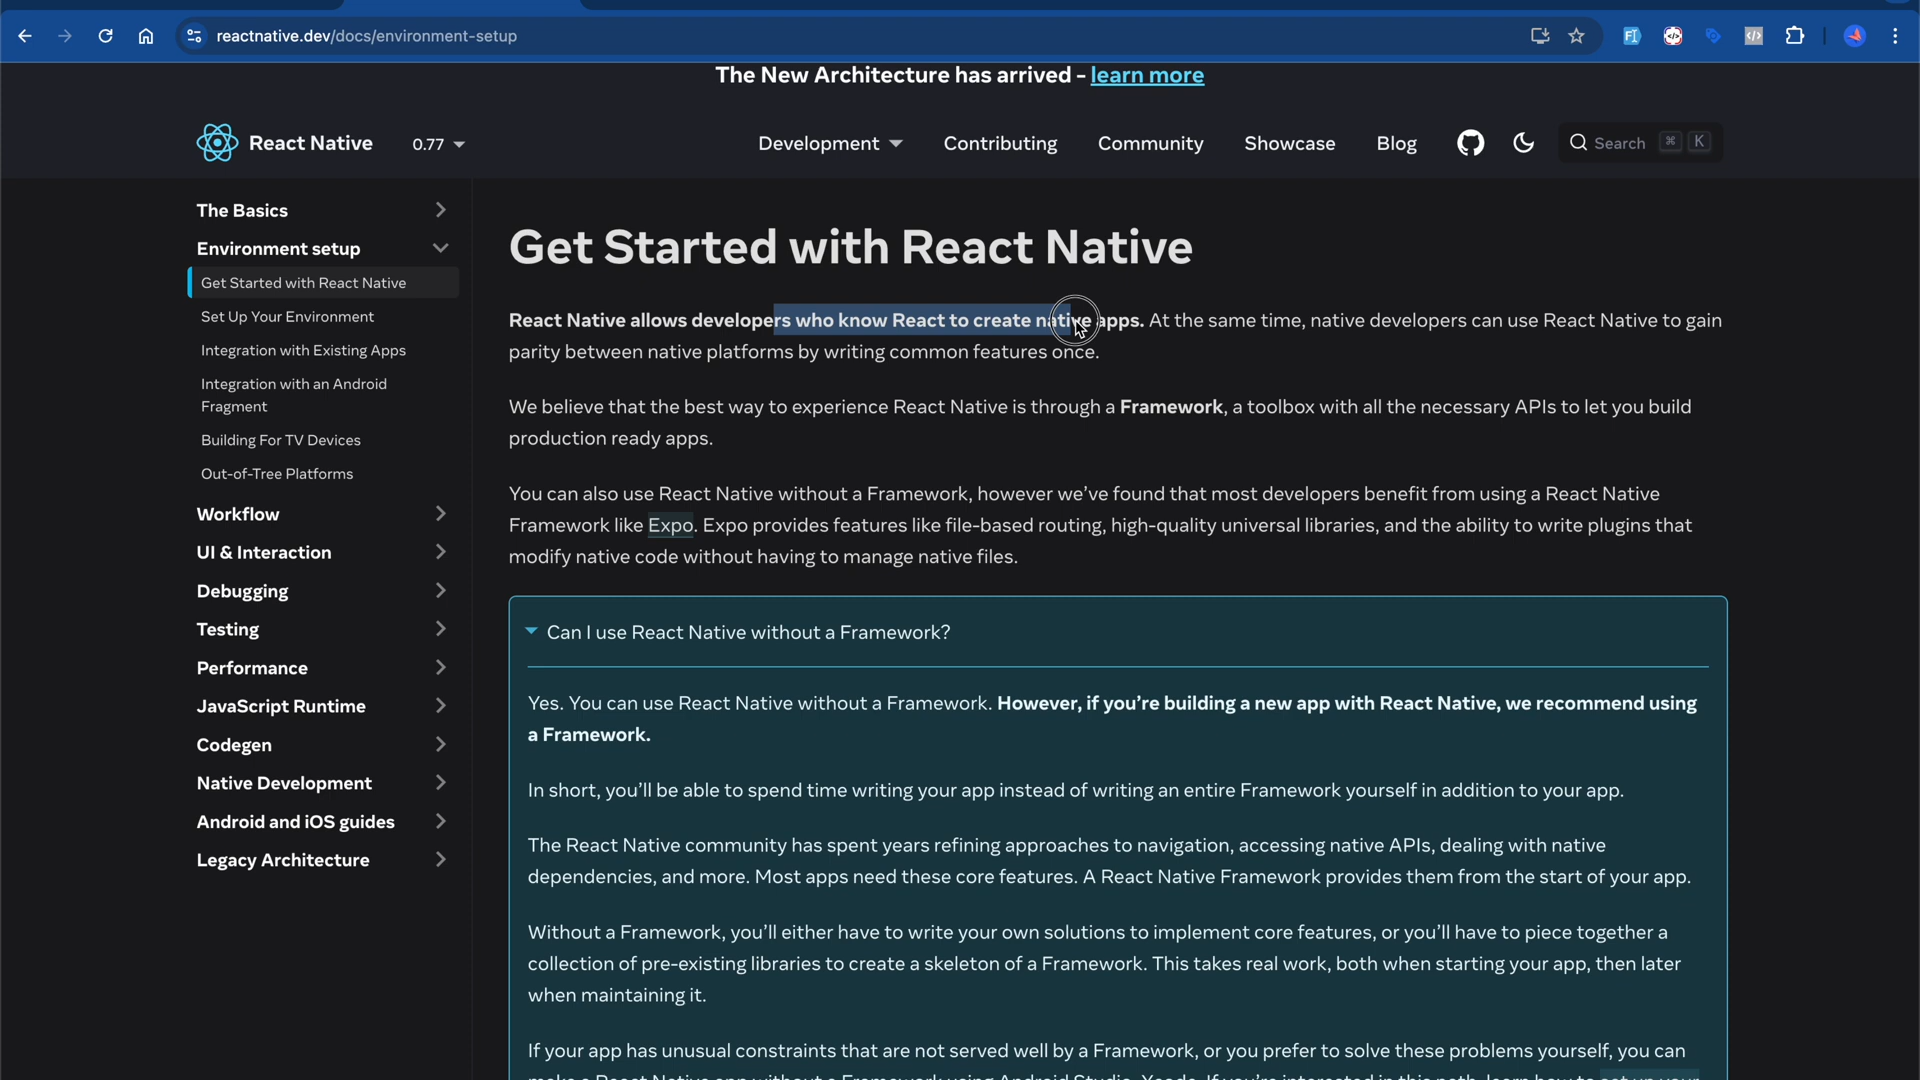 reactnative.dev/docs/environment-setup
The New Architecture has arrived - learn more
React Native 0.77 Development Contributing Community Showcase Blog Search ⌘ K
The Basics
Environment setup
Get Started with React Native
Set Up Your Environment
Integration with Existing Apps
Integration with an Android
Fragment
Building For TV Devices
Out-of-Tree Platforms
Workflow
UI & Interaction
Debugging
Testing
Performance
JavaScript Runtime
Codegen
Native Development
Android and iOS guides
Legacy Architecture
Get Started with React Native
React Native allows developers who know React to create native apps. At the same time, native developers can use React Native to gain
parity between native platforms by writing common features once.
We believe that the best way to experience React Native is through a Framework, a toolbox with all the necessary APIs to let you build
production ready apps.
You can also use React Native without a Framework, however we’ve found that most developers benefit from using a React Native
Framework like Expo. Expo provides features like file-based routing, high-quality universal libraries, and the ability to write plugins that
modify native code without having to manage native files.
Can I use React Native without a Framework?
Yes. You can use React Native without a Framework. However, if you’re building a new app with React Native, we recommend using
a Framework.
In short, you’ll be able to spend time writing your app instead of writing an entire Framework yourself in addition to your app.
The React Native community has spent years refining approaches to navigation, accessing native APIs, dealing with native
dependencies, and more. Most apps need these core features. A React Native Framework provides them from the start of your app.
Without a Framework, you’ll either have to write your own solutions to implement core features, or you’ll have to piece together a
collection of pre-existing libraries to create a skeleton of a Framework. This takes real work, both when starting your app, then later
when maintaining it.
If your app has unusual constraints that are not served well by a Framework, or you prefer to solve these problems yourself, you can